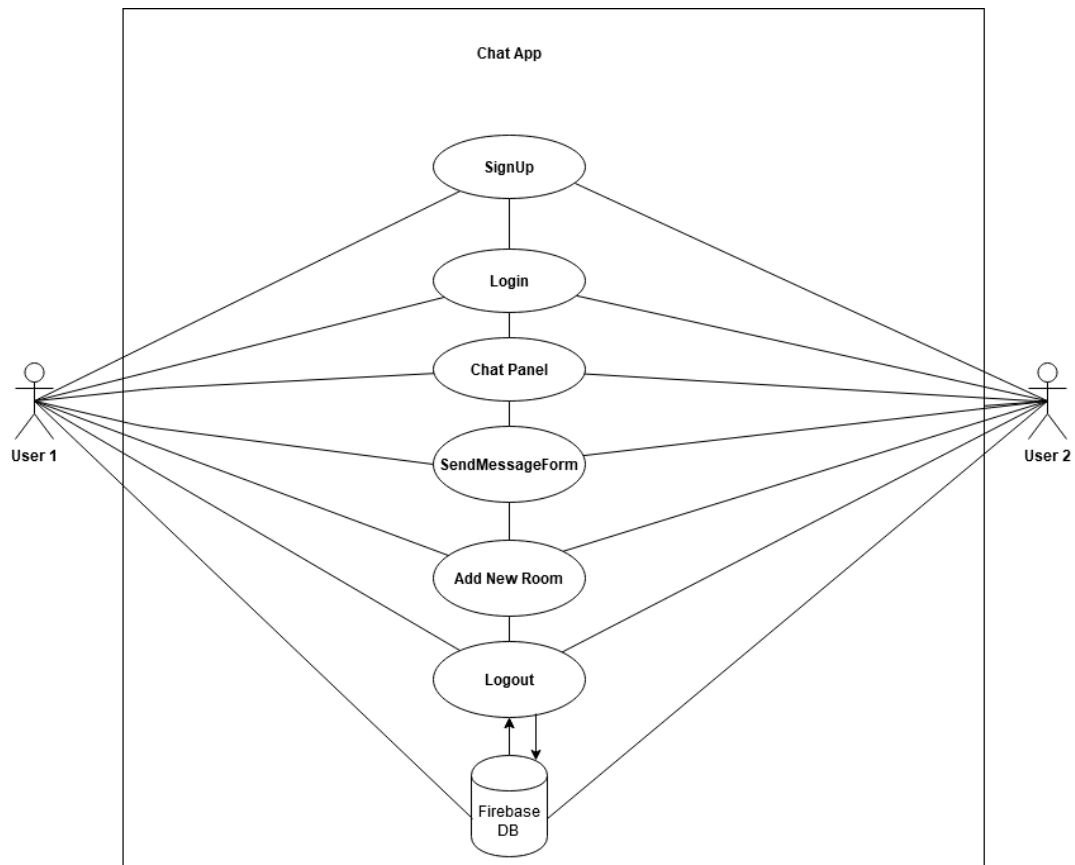 Chat App
SignUp
Login
Chat Panel
User 1
User 2
SendMessageForm
Add New Room
Logout
Firebase
DB